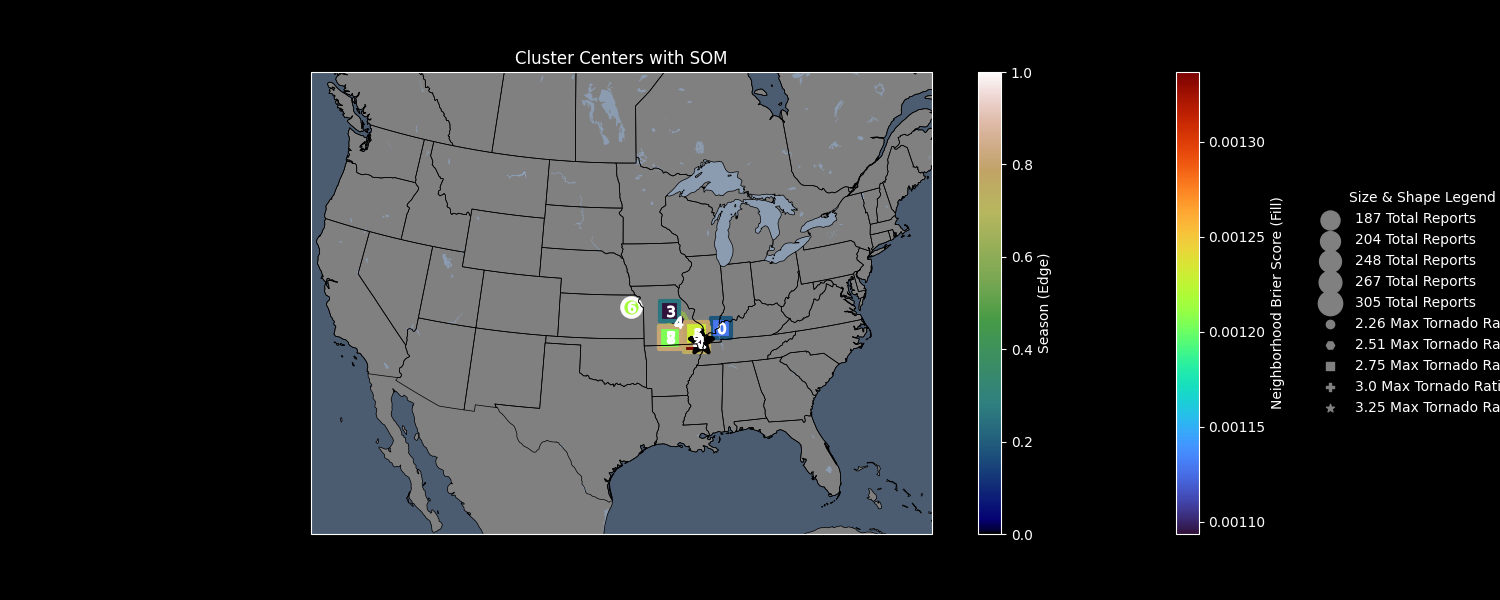 Cluster Centers with SOM
6
3
4
0
1.0
0.8
0.6
0.4
0.2
0.0
Season (Edge)
0.00130
0.00125
0.00120
0.00115
0.00110
Neighborhood Brier Score (Fill)
Size & Shape Legend
187 Total Reports
204 Total Reports
248 Total Reports
267 Total Reports
305 Total Reports
2.26 Max Tornado Ra
2.51 Max Tornado Ra
2.75 Max Tornado Ra
3.0 Max Tornado Rati
3.25 Max Tornado Ra